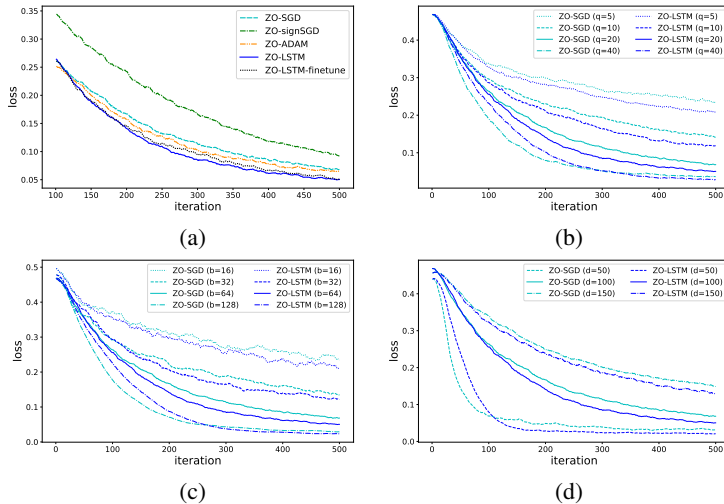 0.35
0.30
0.25
0.20
0.15
0.10
0.05
loss
ZO-SGD
ZO-signSGD
ZO-ADAM
ZO-LSTM
ZO-LSTM-finetune
100 150 200 250 300 350 400 450 500
iteration
(a)
0.4
0.3
0.2
0.1
loss
ZO-SGD (q=5) ZO-LSTM (q=5)
ZO-SGD (q=10) ZO-LSTM (q=10)
ZO-SGD (q=20) ZO-LSTM (q=20)
ZO-SGD (q=40) ZO-LSTM (q=40)
0 100 200 300 400 500
iteration
(b)
0.5
0.4
0.3
0.2
0.1
0.0
loss
ZO-SGD (b=16) ZO-LSTM (b=16)
ZO-SGD (b=32) ZO-LSTM (b=32)
ZO-SGD (b=64) ZO-LSTM (b=64)
ZO-SGD (b=128) ZO-LSTM (b=128)
0 100 200 300 400 500
iteration
(c)
0.4
0.3
0.2
0.1
0.0
loss
ZO-SGD (d=50) ZO-LSTM (d=50)
ZO-SGD (d=100) ZO-LSTM (d=100)
ZO-SGD (d=150) ZO-LSTM (d=150)
0 100 200 300 400 500
iteration
(d)